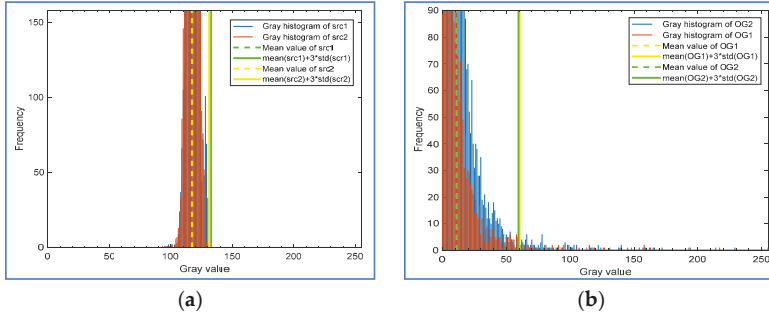 Gray histogram of src1
Gray histogram of src2
Mean value of src1
mean(src1)+3*std(scr1)
Mean value of src2
mean(src2)+3*std(scr2)
150
100
50
0
Frequency
0 50 100 150 200 250
Gray value
(a)
Gray histogram of OG2
Gray histogram of OG1
Mean value of OG1
mean(OG1)+3*std(OG1)
Mean value of OG2
mean(OG2)+3*std(OG2)
90
80
70
60
50
40
30
20
10
0
Frequency
0 50 100 150 200 250
Gray value
(b)